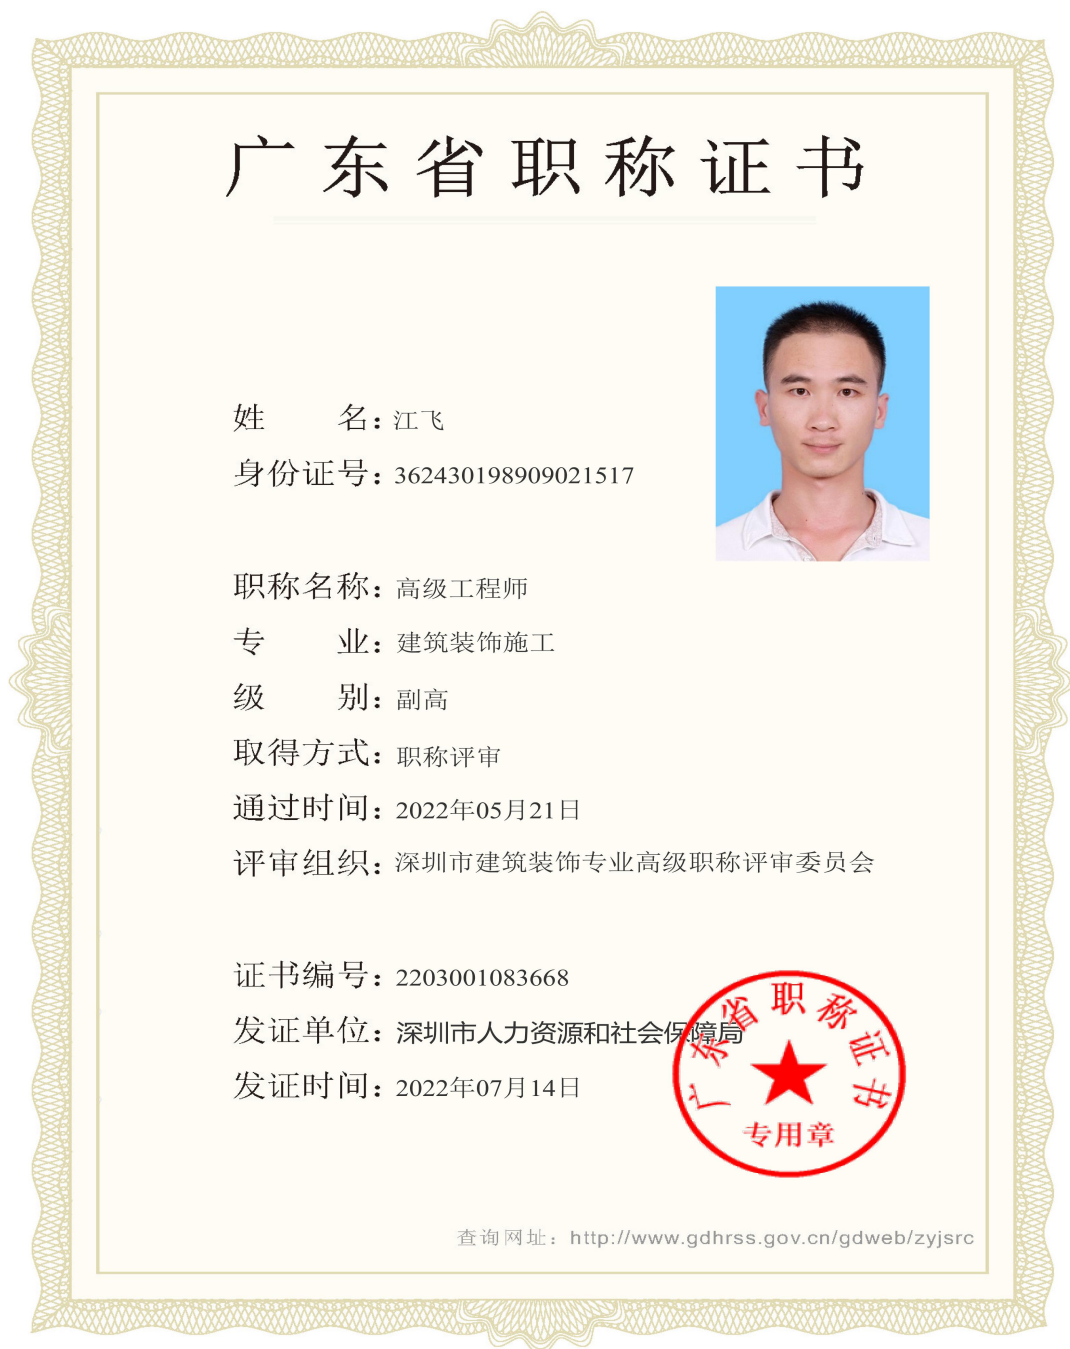 广东省职称证书
姓 名：江飞
身份证号：362430198909021517
职称名称：高级工程师
专 业：建筑装饰施工
级 别：副高
取得方式：职称评审
通过时间：2022年05月21日
评审组织：深圳市建筑装饰专业高级职称评审委员会
证书编号：2203001083668
发证单位：深圳市人力资源和社会保障局
发证时间：2022年07月14日
广东省职称证书
专用章
查询网址：http://www.gdhrss.gov.cn/gdweb/zyjsrc